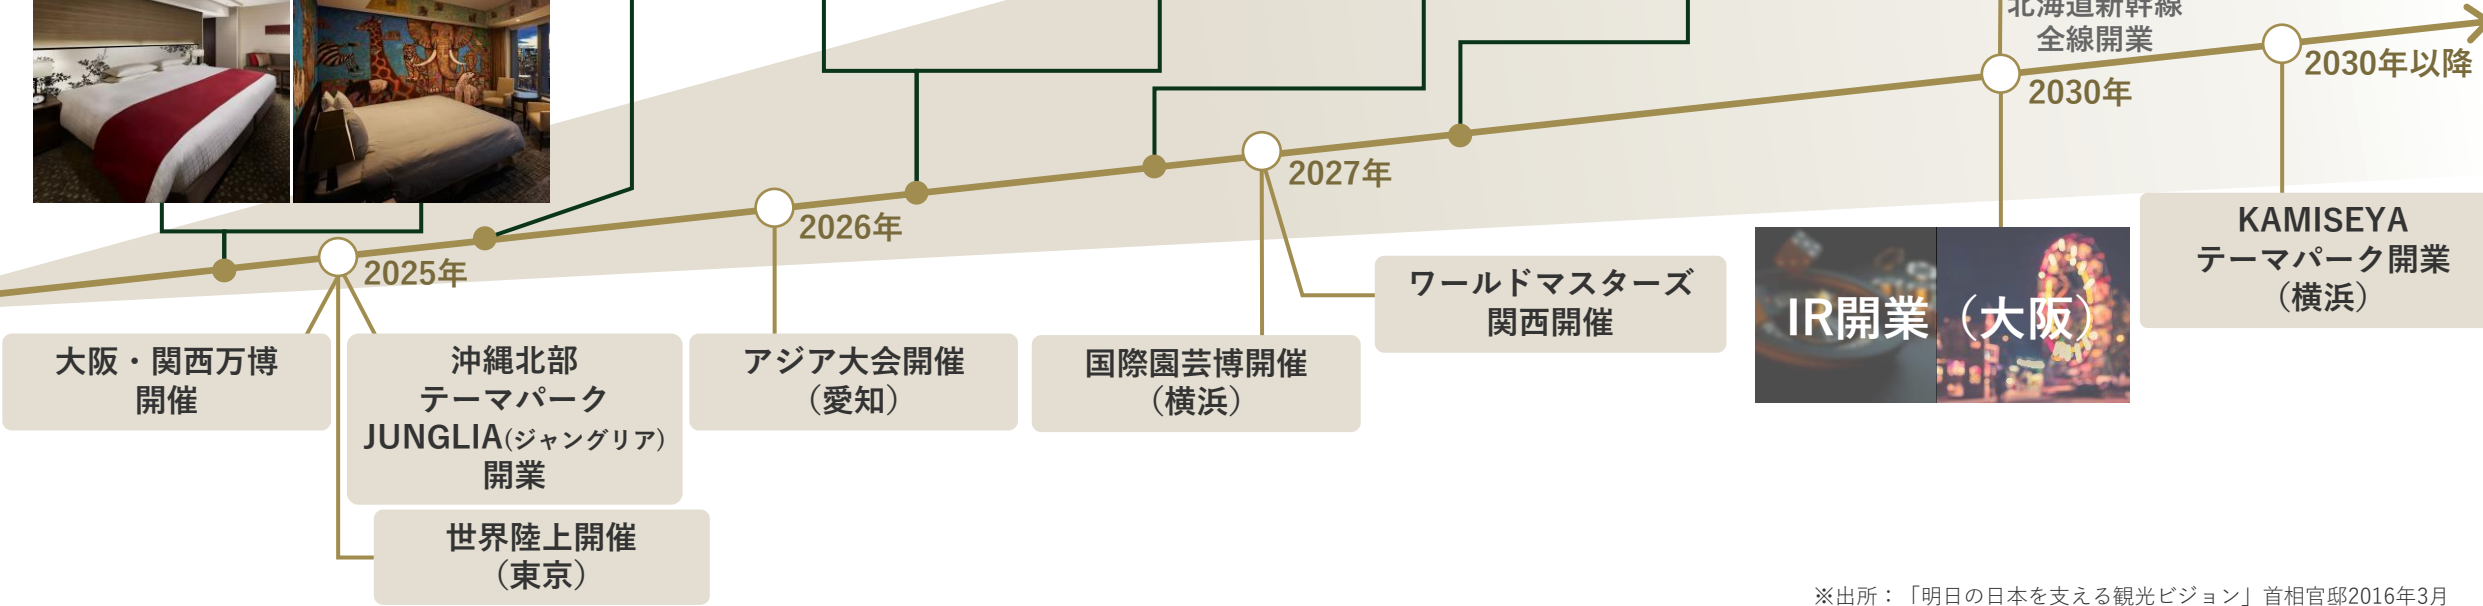 北海道新幹線
全線開業
2030年以降
2030年
2027年
2026年
2025年
大阪・関西万博
開催
沖縄北部
テーマパーク
JUNGLIA(ジャングリア)
開業
世界陸上開催
（東京）
アジア大会開催
（愛知）
国際園芸博開催
（横浜）
ワールドマスターズ
関西開催
IR開業（大阪）
KAMISEYA
テーマパーク開業
（横浜）
※出所：「明日の日本を支える観光ビジョン」首相官邸2016年3月